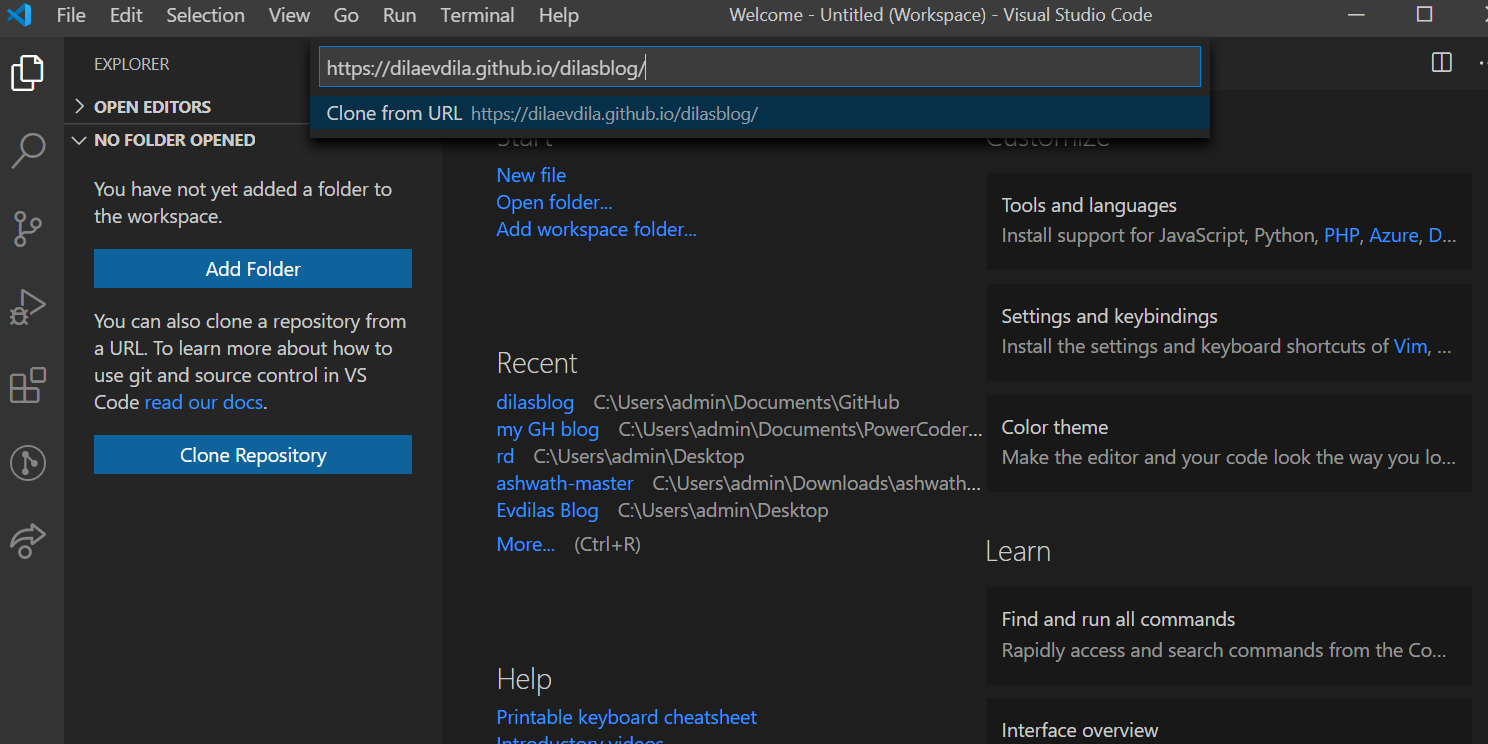 File Edit Selection View Go Run Terminal Help
Welcome - Untitled (Workspace) - Visual Studio Code
EXPLORER
OPEN EDITORS
NO FOLDER OPENED
You have not yet added a folder to
the workspace.
Add Folder
You can also clone a repository from
a URL. To learn more about how to
use git and source control in VS
Code read our docs.
Clone Repository
https://dilaevdila.github.io/dilasblog/
Clone from URL https://dilaevdila.github.io/dilasblog/
Start
New file
Open folder...
Add workspace folder...
Recent
dilasblog C:\Users\admin\Documents\GitHub
my GH blog C:\Users\admin\Documents\PowerCoder...
rd C:\Users\admin\Desktop
ashwath-master C:\Users\admin\Downloads\ashwath...
Evdilas Blog C:\Users\admin\Desktop
More... (Ctrl+R)
Help
Printable keyboard cheatsheet
Introductory videos
Customize
Tools and languages
Install support for JavaScript, Python, PHP, Azure, D...
Settings and keybindings
Install the settings and keyboard shortcuts of Vim, ...
Color theme
Make the editor and your code look the way you lo...
Learn
Find and run all commands
Rapidly access and search commands from the Co...
Interface overview